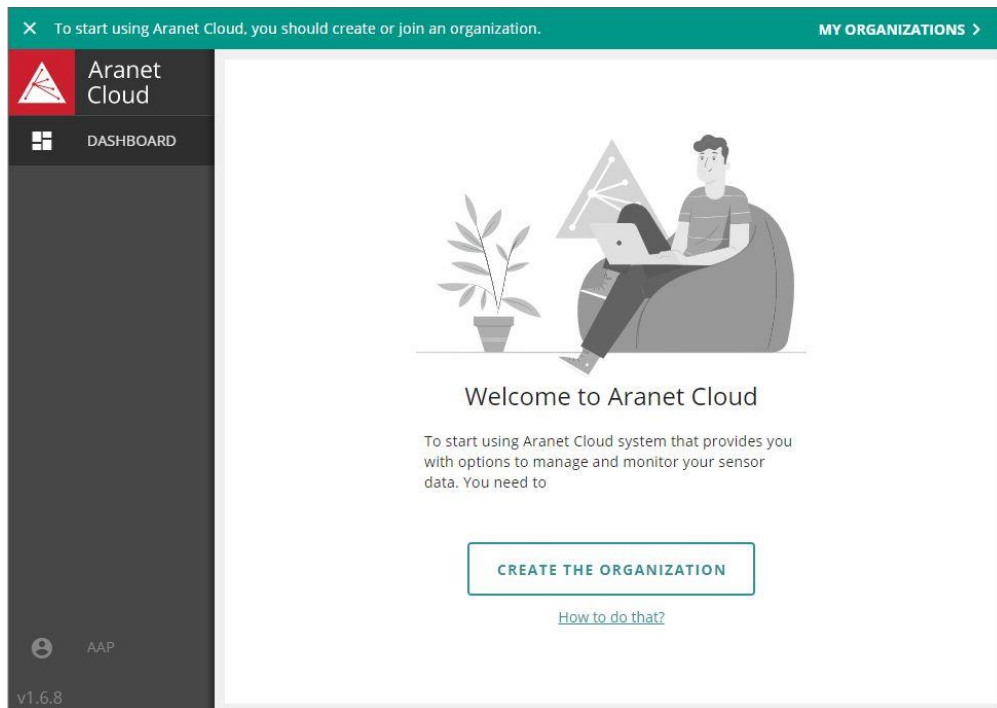 To start using Aranet Cloud, you should create or join an organization.
MY ORGANIZATIONS
Aranet
Cloud
DASHBOARD
Welcome to Aranet Cloud
To start using Aranet Cloud system that provides you
with options to manage and monitor your sensor
data. You need to
CREATE THE ORGANIZATION
How to do that?
AAP
v1.6.8